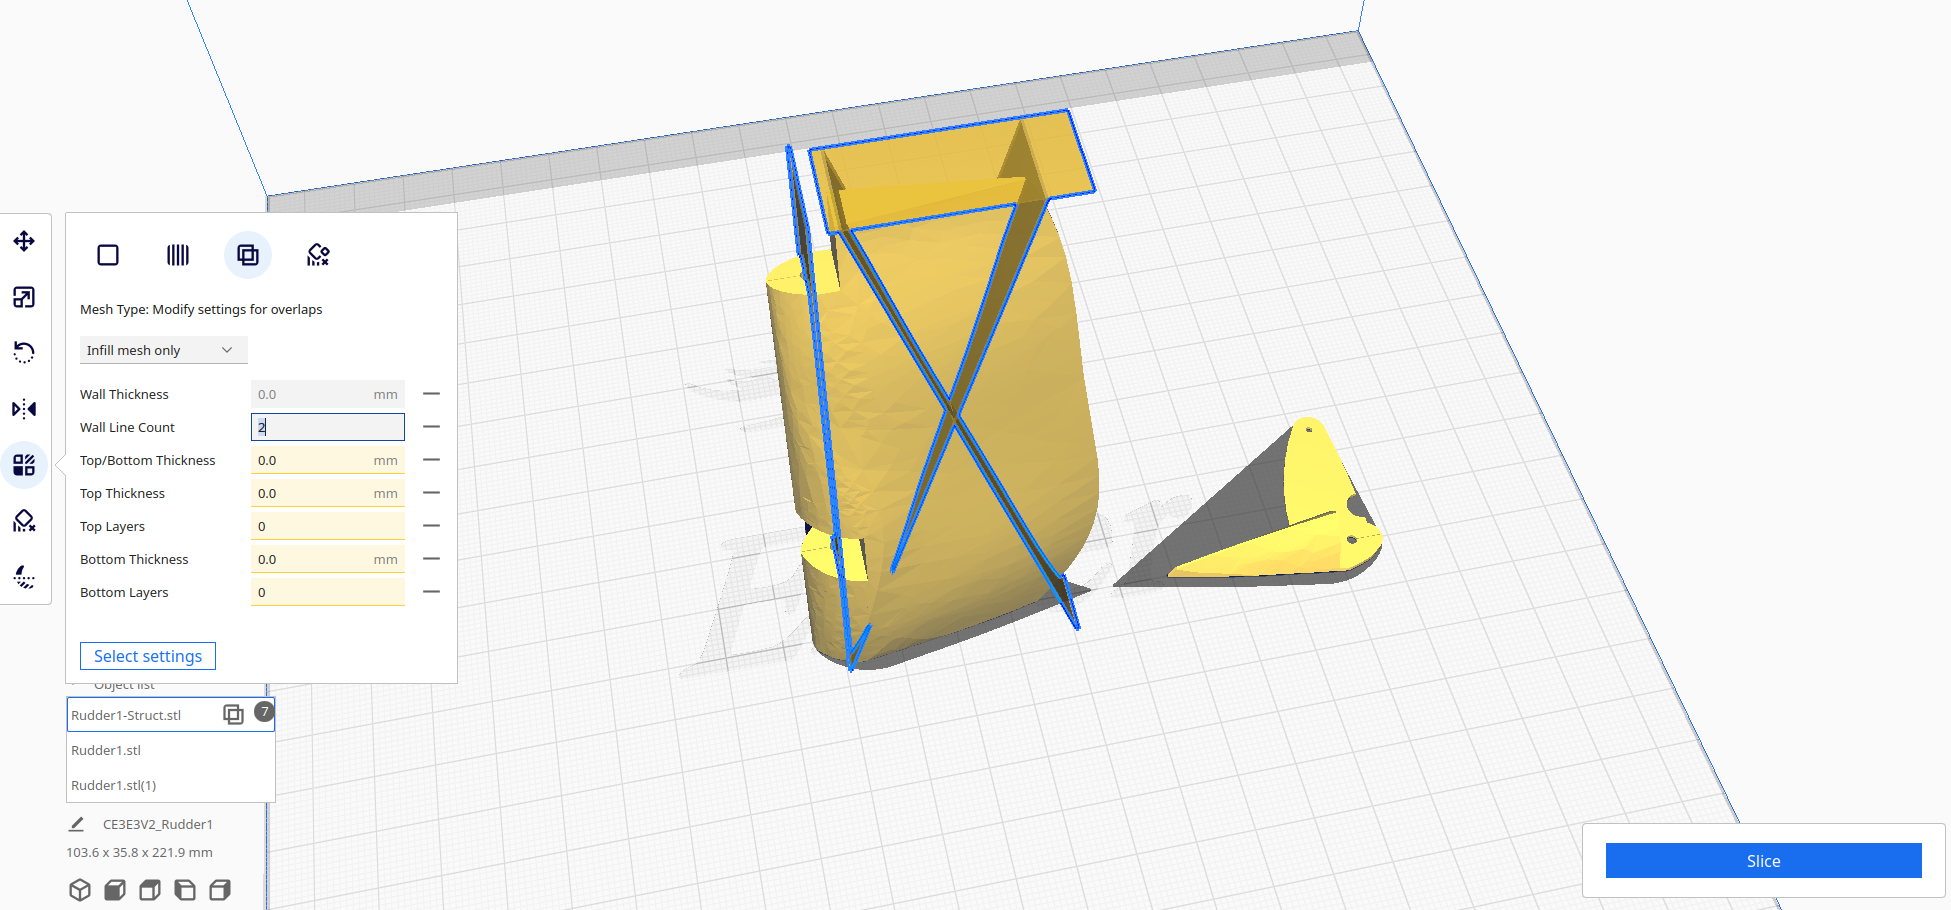 Mesh Type: Modify settings for overlaps
Infill mesh only
Wall Thickness 0.0 mm
Wall Line Count 2
Top/Bottom Thickness 0.0 mm
Top Thickness 0.0 mm
Top Layers 0
Bottom Thickness 0.0 mm
Bottom Layers 0
Select settings
Object list
Rudder1-Struct.stl 7
Rudder1.stl
Rudder1.stl(1)
CE3E3V2_Rudder1
103.6 x 35.8 x 221.9 mm
Slice